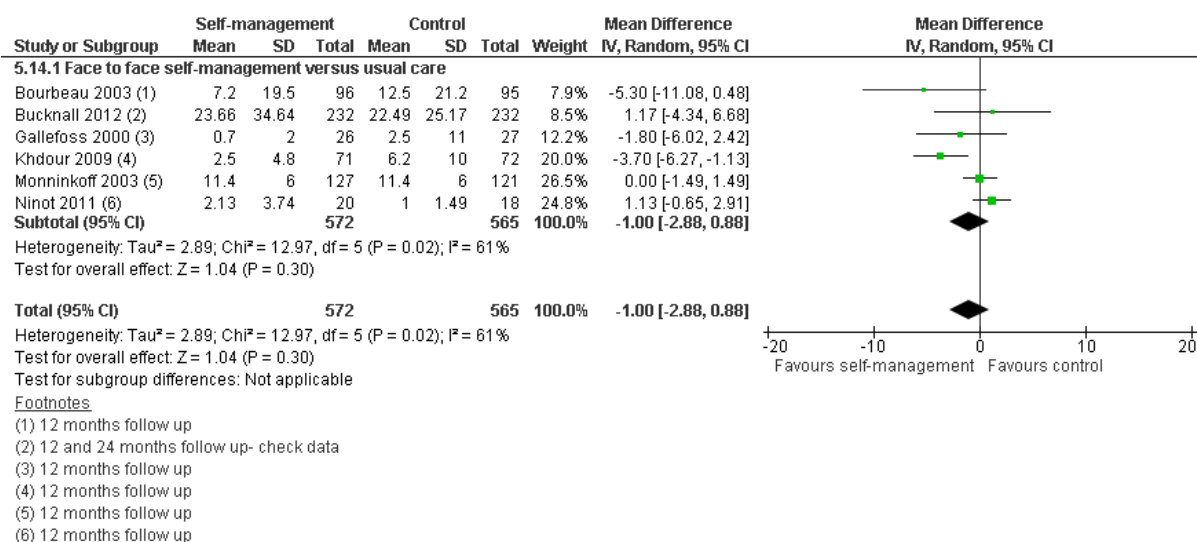 Self-management Control Mean Difference Mean Difference
Study or Subgroup Mean SD Total Mean SD Total Weight IV, Random, 95% CI IV, Random, 95% CI
5.14.1 Face to face self-management versus usual care
Bourbeau 2003 (1) 7.2 19.5 96 12.5 21.2 95 7.9% -5.30 [-11.08, 0.48]
Bucknall 2012 (2) 23.66 34.64 232 22.49 25.17 232 8.5% 1.17 [-4.34, 6.68]
Gallefoss 2000 (3) 0.7 2 26 2.5 11 27 12.2% -1.80 [-6.02, 2.42]
Khdour 2009 (4) 2.5 4.8 71 6.2 10 72 20.0% -3.70 [-6.27, -1.13]
Monninkoff 2003 (5) 11.4 6 127 11.4 6 121 26.5% 0.00 [-1.49, 1.49]
Ninot 2011 (6) 2.13 3.74 20 1 1.49 18 24.8% 1.13 [-0.65, 2.91]
Subtotal (95% CI) 572 565 100.0% -1.00 [-2.88, 0.88]
Heterogeneity: Tau² = 2.89; Chi² = 12.97, df = 5 (P = 0.02); I² = 61%
Test for overall effect: Z = 1.04 (P = 0.30)
Total (95% CI) 572 565 100.0% -1.00 [-2.88, 0.88]
Heterogeneity: Tau² = 2.89; Chi² = 12.97, df = 5 (P = 0.02); I² = 61%
Test for overall effect: Z = 1.04 (P = 0.30)
Test for subgroup differences: Not applicable
-20 -10 0 10 20
Favours self-management Favours control
Footnotes
(1) 12 months follow up
(2) 12 and 24 months follow up- check data
(3) 12 months follow up
(4) 12 months follow up
(5) 12 months follow up
(6) 12 months follow up